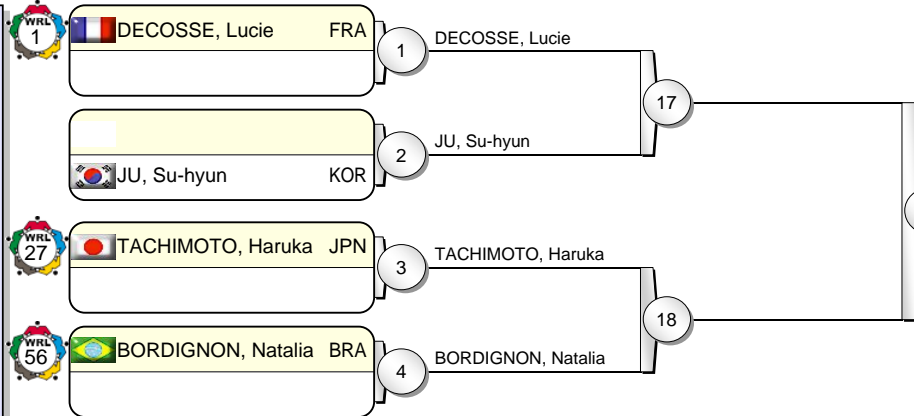 WRL
1
DECOSSE, Lucie FRA
1
DECOSSE, Lucie
17
2
JU, Su-hyun
JU, Su-hyun KOR
WRL
27
TACHIMOTO, Haruka JPN
3
TACHIMOTO, Haruka
18
WRL
56
BORDIGNON, Natalia BRA
4
BORDIGNON, Natalia